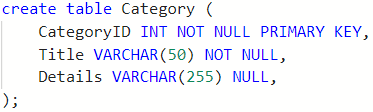 create table Category (
    CategoryID INT NOT NULL PRIMARY KEY,
    Title VARCHAR(50) NOT NULL,
    Details VARCHAR(255) NULL,
);